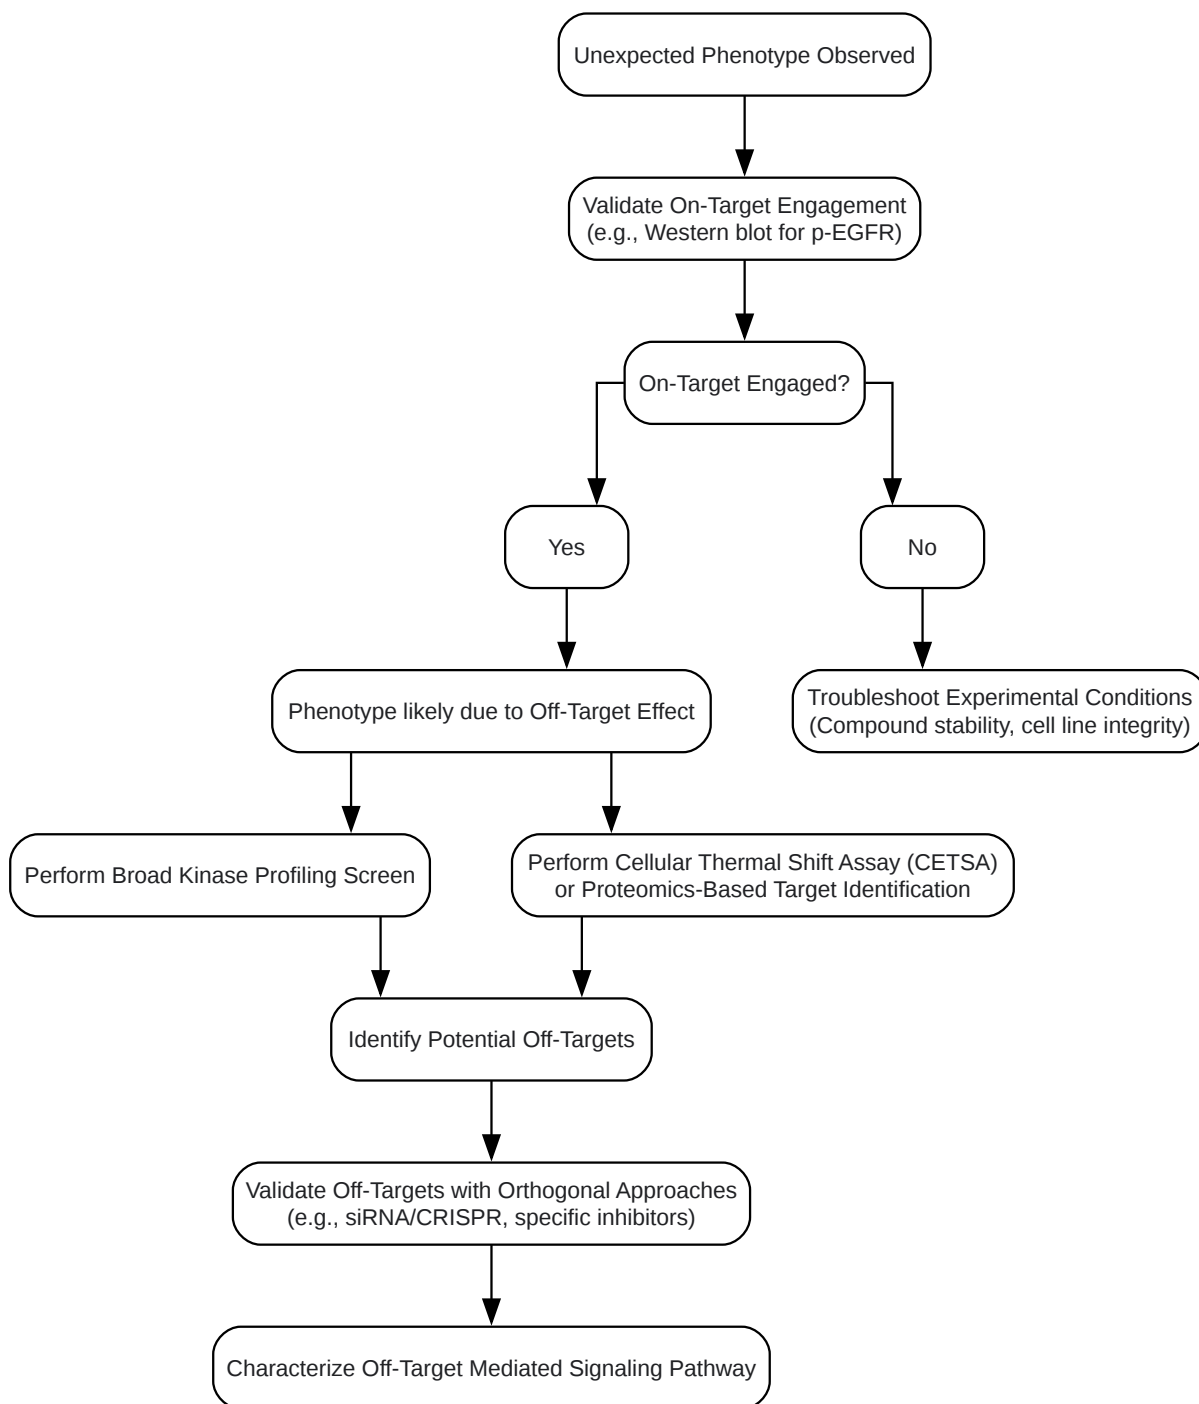 Unexpected Phenotype Observed
Validate On-Target Engagement
(e.g., Western blot for p-EGFR)
On-Target Engaged?
Yes
No
Phenotype likely due to Off-Target Effect
Troubleshoot Experimental Conditions
(Compound stability, cell line integrity)
Perform Broad Kinase Profiling Screen
Perform Cellular Thermal Shift Assay (CETSA)
or Proteomics-Based Target Identification
Identify Potential Off-Targets
Validate Off-Targets with Orthogonal Approaches
(e.g., siRNA/CRISPR, specific inhibitors)
Characterize Off-Target Mediated Signaling Pathway